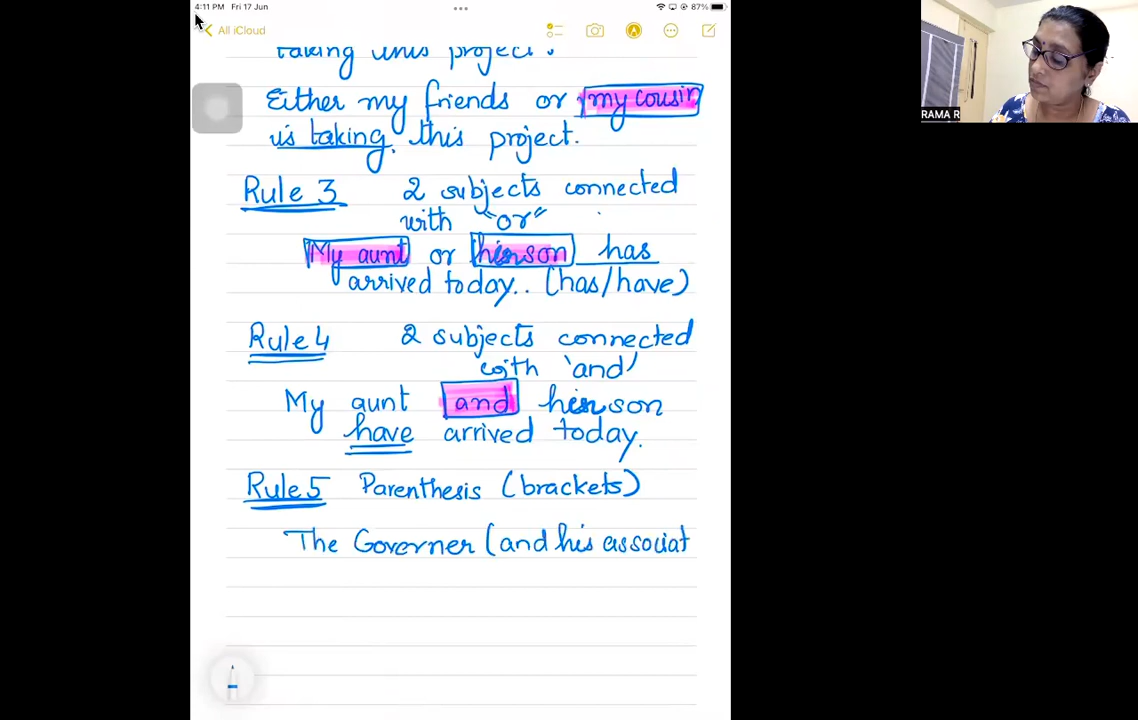 4:11 PM Fri 17 Jun
87%
All iCloud
taking this project.
Either my friends or my cousin
is taking this project.
Rule 3 2 subjects connected
with "or"
My aunt or son has
arrived today.. (has/have)
Rule 4 2 subjects connected
with 'and'
My aunt and son
have arrived today.
Rule 5 Parenthesis (brackets)
The Governer (and his associat
RAMA R